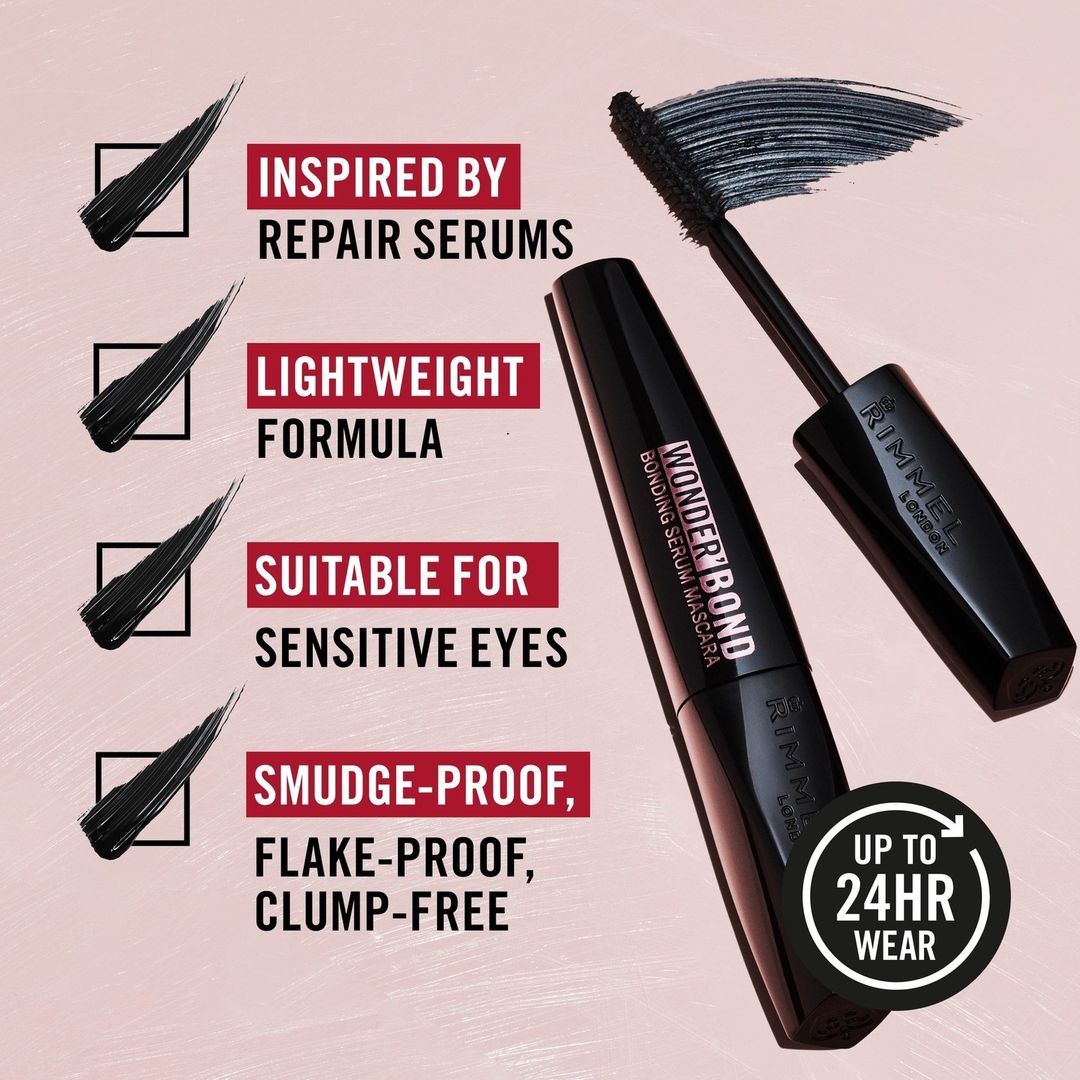 INSPIRED BY
REPAIR SERUMS
LIGHTWEIGHT
FORMULA
SUITABLE FOR
SENSITIVE EYES
SMUDGE-PROOF,
FLAKE-PROOF,
CLUMP-FREE
WONDER'BOND
BONDING SERUM MASCARA
RIMMEL
LONDON
RIMMEL
LOND
UP TO
24HR
WEAR